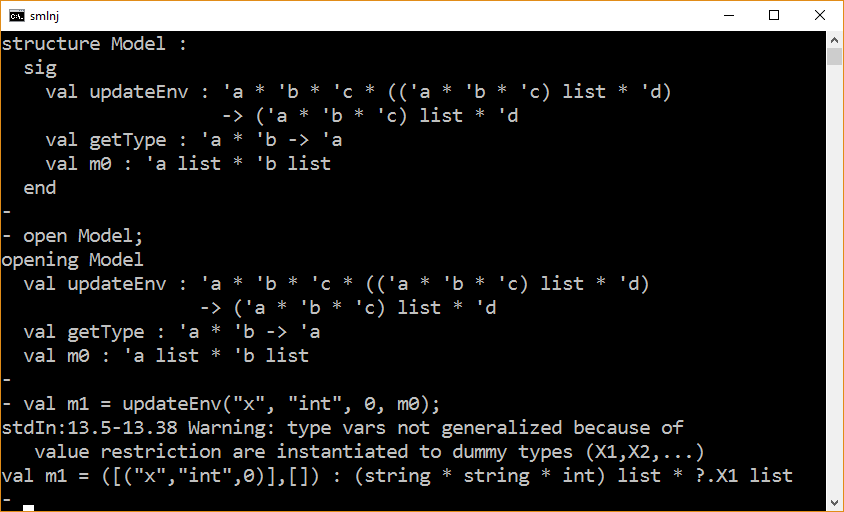 smlnj
structure Model :
  sig
    val updateEnv : 'a * 'b * 'c * (('a * 'b * 'c) list * 'd)
                    -> ('a * 'b * 'c) list * 'd
    val getType : 'a * 'b -> 'a
    val m0 : 'a list * 'b list
  end
-
- open Model;
opening Model
  val updateEnv : 'a * 'b * 'c * (('a * 'b * 'c) list * 'd)
                  -> ('a * 'b * 'c) list * 'd
  val getType : 'a * 'b -> 'a
  val m0 : 'a list * 'b list
-
- val m1 = updateEnv("x", "int", 0, m0);
stdIn:13.5-13.38 Warning: type vars not generalized because of
   value restriction are instantiated to dummy types (X1,X2,...)
val m1 = ([("x","int",0)],[]) : (string * string * int) list * ?.X1 list
-